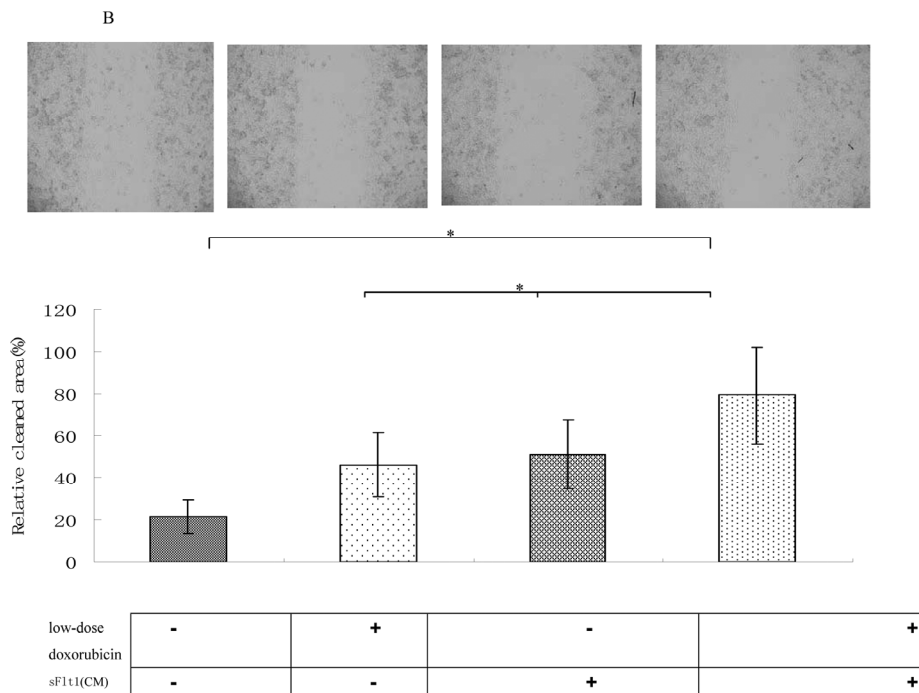 B
*
*
120
100
80
60
40
20
0
Relative cleaned area(%)
low-dose doxorubicin - + - +
sFlt1(CM) - - + +